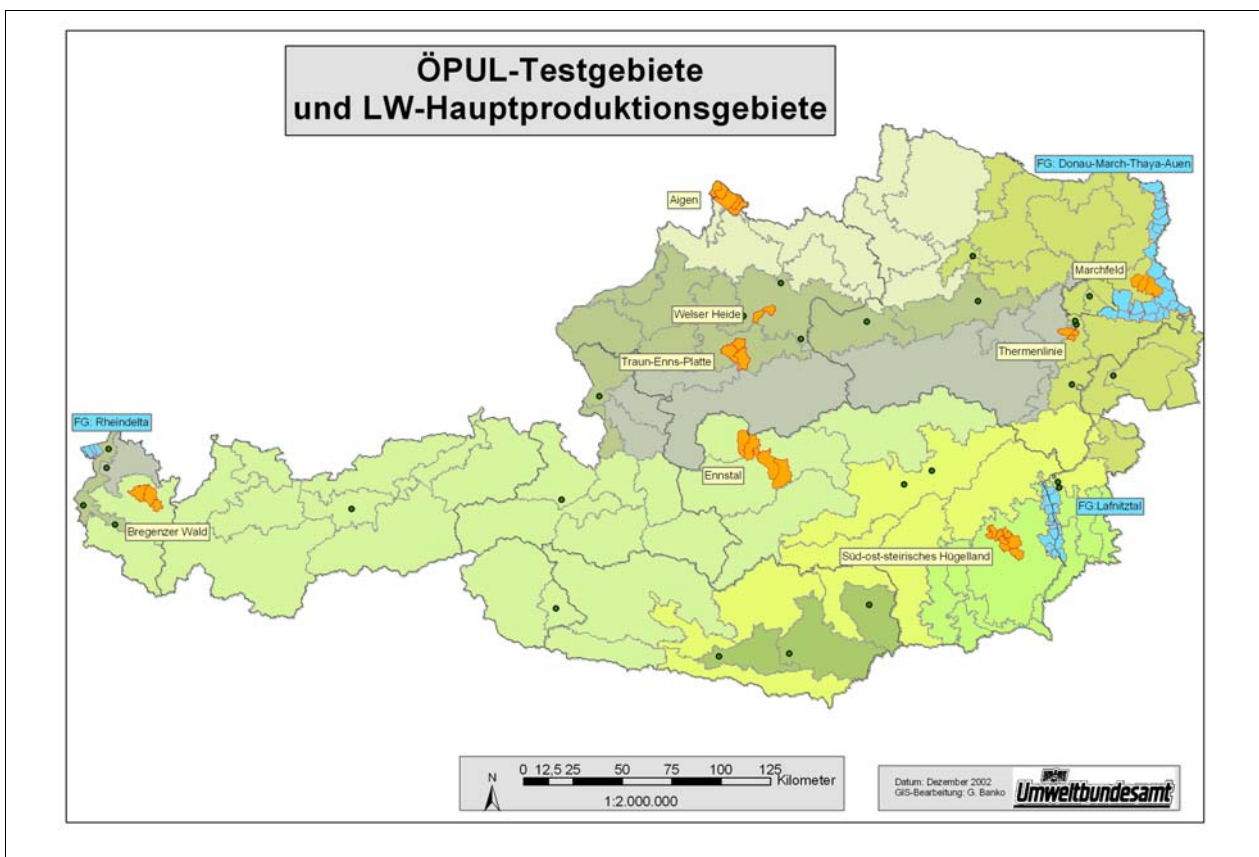 ÖPUL-Testgebiete
und LW-Hauptproduktionsgebiete
FG: Donau-March-Thaya-Auen
Aigen
Marchfeld
Welser Heide
Thermenlinie
Traun-Enns-Platte
FG: Rheindelta
Ennstal
FG:Lafnitztal
Bregenzer Wald
Süd-ost-steirisches Hügelland
N
0 12,5 25 50 75 100 125
Kilometer
1:2.000.000
Datum: Dezember 2002
GIS-Bearbeitung: G. Banko
Umweltbundesamt